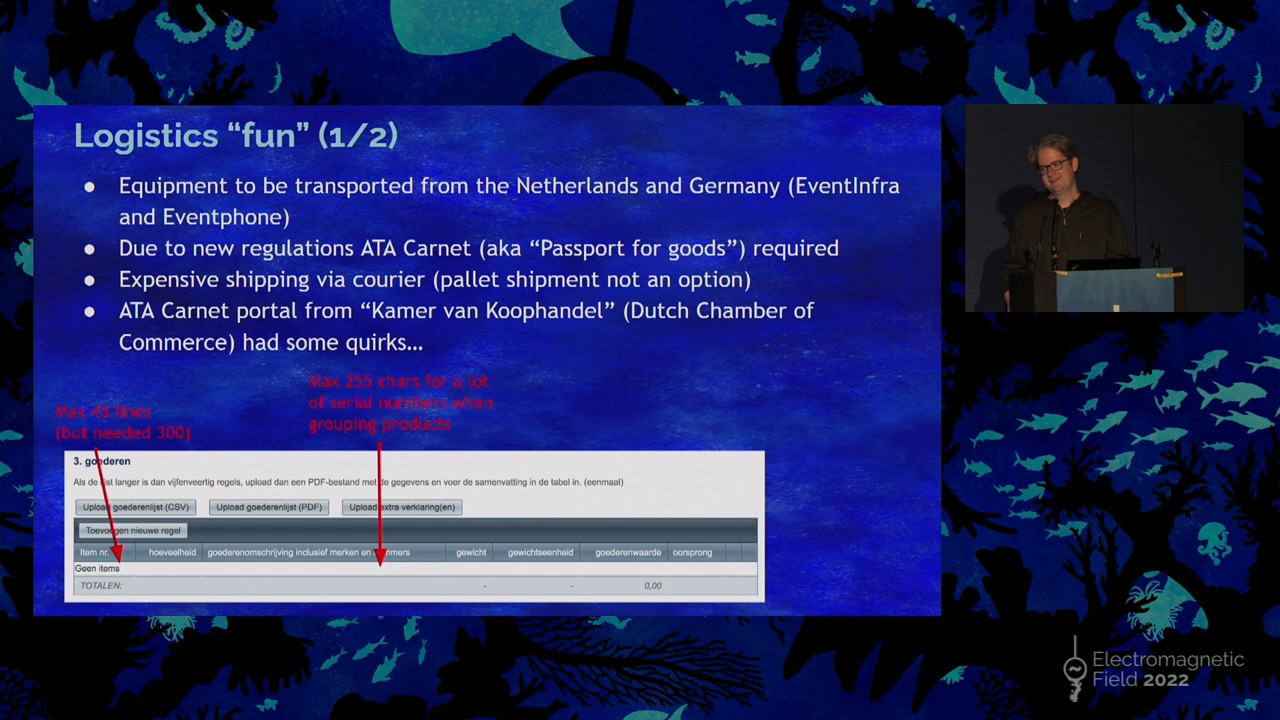 Logistics “fun” (1/2)
● Equipment to be transported from the Netherlands and Germany (EventInfra
and Eventphone)
● Due to new regulations ATA Carnet (aka “Passport for goods”) required
● Expensive shipping via courier (pallet shipment not an option)
● ATA Carnet portal from “Kamer van Koophandel” (Dutch Chamber of
Commerce) had some quirks…
Max 255 chars for a lot
of serial numbers when
grouping products
Max 45 lines
(but needed 300)
3. goederen
Als de lijst langer is dan vijfenveertig regels, upload dan een PDF-bestand met de gegevens en voer de samenvatting in de tabel in. (eenmaal)
Upload goederenlijst (CSV) Upload goederenlijst (PDF) Upload extra verklaring(en)
Toevoegen nieuwe regel
Item nr. hoeveelheid goederenomschrijving inclusief merken en nummers gewicht gewichtseenheid goederenwaarde oorsprong
Geen items
TOTALEN: - - 0,00
Electromagnetic
Field 2022